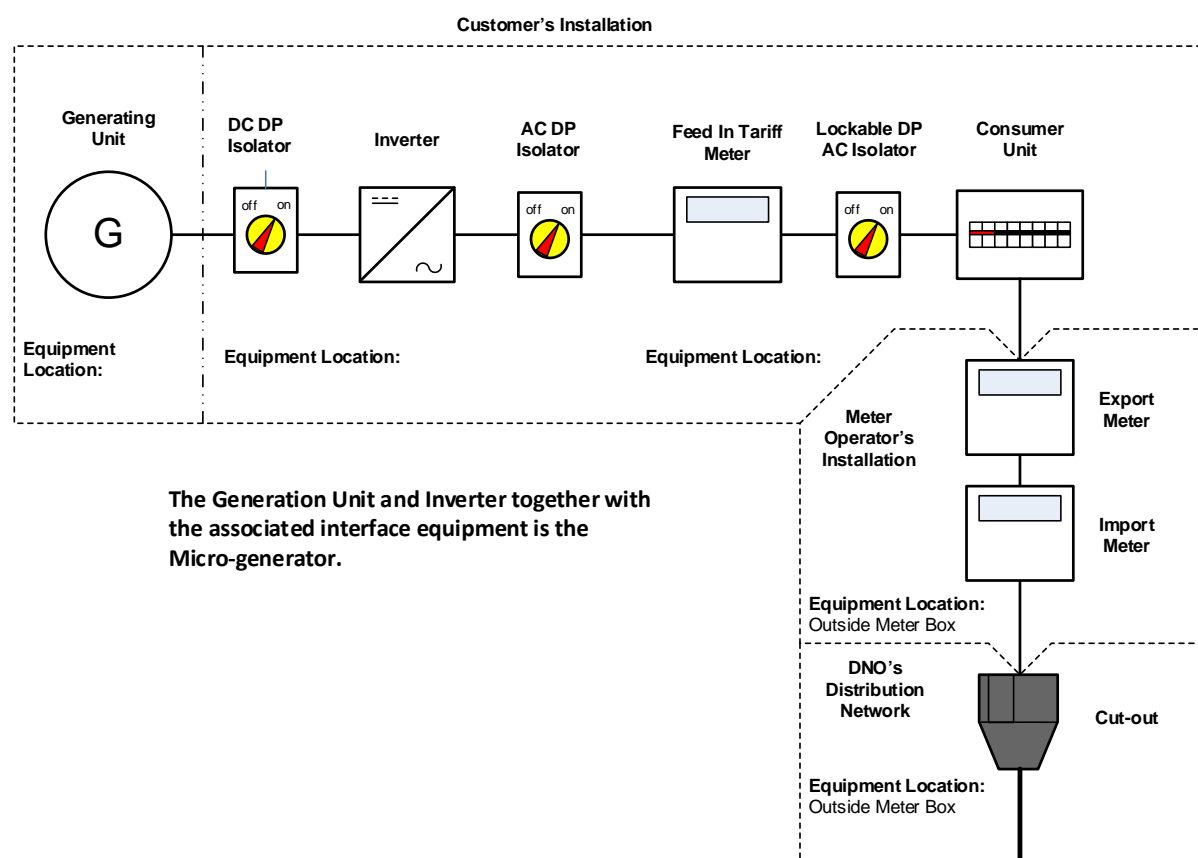 Customer’s Installation
Generating
Unit
DC DP
Isolator
Inverter
AC DP
Isolator
Feed In Tariff
Meter
Lockable DP
AC Isolator
Consumer
Unit
G
off on
off on
off on
Equipment
Location:
Equipment Location:
Equipment Location:
Meter
Operator’s
Installation
Export
Meter
Import
Meter
The Generation Unit and Inverter together with
the associated interface equipment is the
Micro-generator.
Equipment Location:
Outside Meter Box
DNO’s
Distribution
Network
Cut-out
Equipment Location:
Outside Meter Box